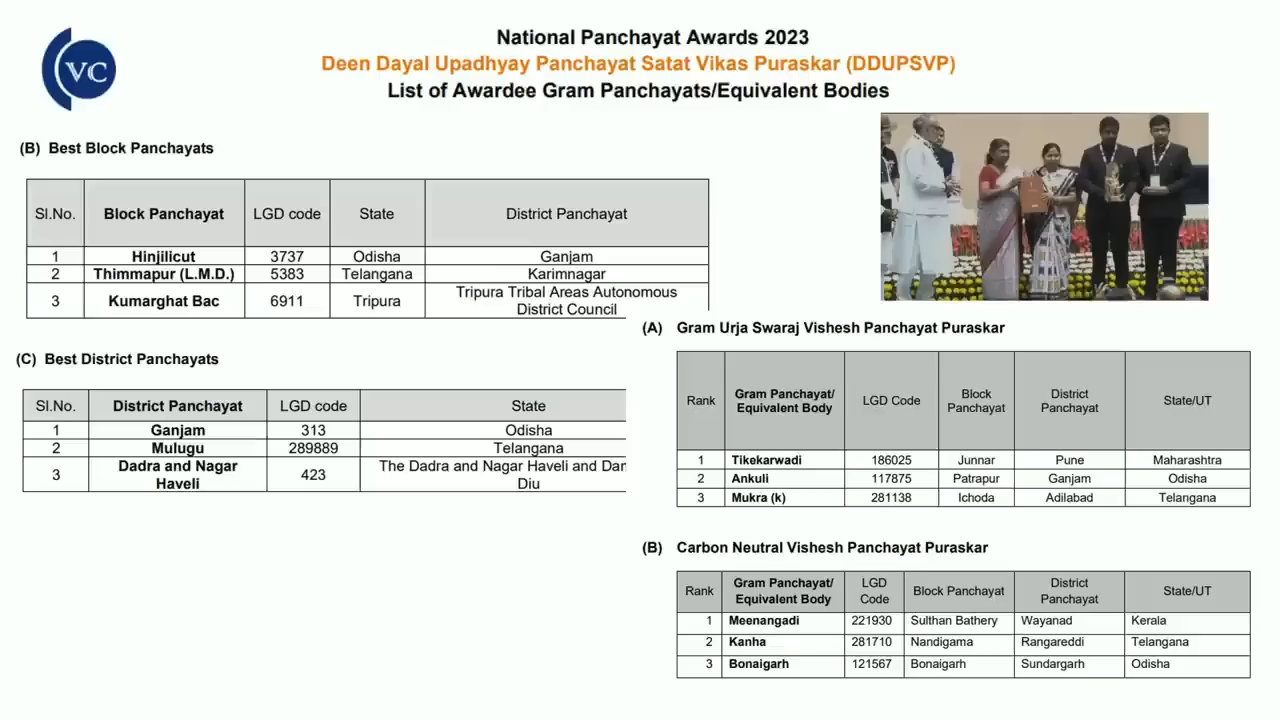 VC
National Panchayat Awards 2023
Deen Dayal Upadhyay Panchayat Satat Vikas Puraskar (DDUPSVP)
List of Awardee Gram Panchayats/Equivalent Bodies
(B) Best Block Panchayats
Sl.No. Block Panchayat LGD code State District Panchayat
1 Hinjilicut 3737 Odisha Ganjam
2 Thimmapur (L.M.D.) 5383 Telangana Karimnagar
3 Kumarghat Bac 6911 Tripura Tripura Tribal Areas Autonomous
District Council
(C) Best District Panchayats
Sl.No. District Panchayat LGD code State
1 Ganjam 313 Odisha
2 Mulugu 289889 Telangana
3 Dadra and Nagar
Haveli 423 The Dadra and Nagar Haveli and
Diu
(A) Gram Urja Swaraj Vishesh Panchayat Puraskar
Rank Gram Panchayat/
Equivalent Body LGD Code Block
Panchayat District
Panchayat State/UT
1 Tikekarwadi 186025 Junnar Pune Maharashtra
2 Ankuli 117875 Patrapur Ganjam Odisha
3 Mukra (k) 281138 Ichoda Adilabad Telangana
(B) Carbon Neutral Vishesh Panchayat Puraskar
Rank Gram Panchayat/
Equivalent Body LGD
Code Block Panchayat District
Panchayat State/UT
1 Meenangadi 221930 Sulthan Bathery Wayanad Kerala
2 Kanha 281710 Nandigama Rangareddi Telangana
3 Bonaigarh 121567 Bonaigarh Sundargarh Odisha